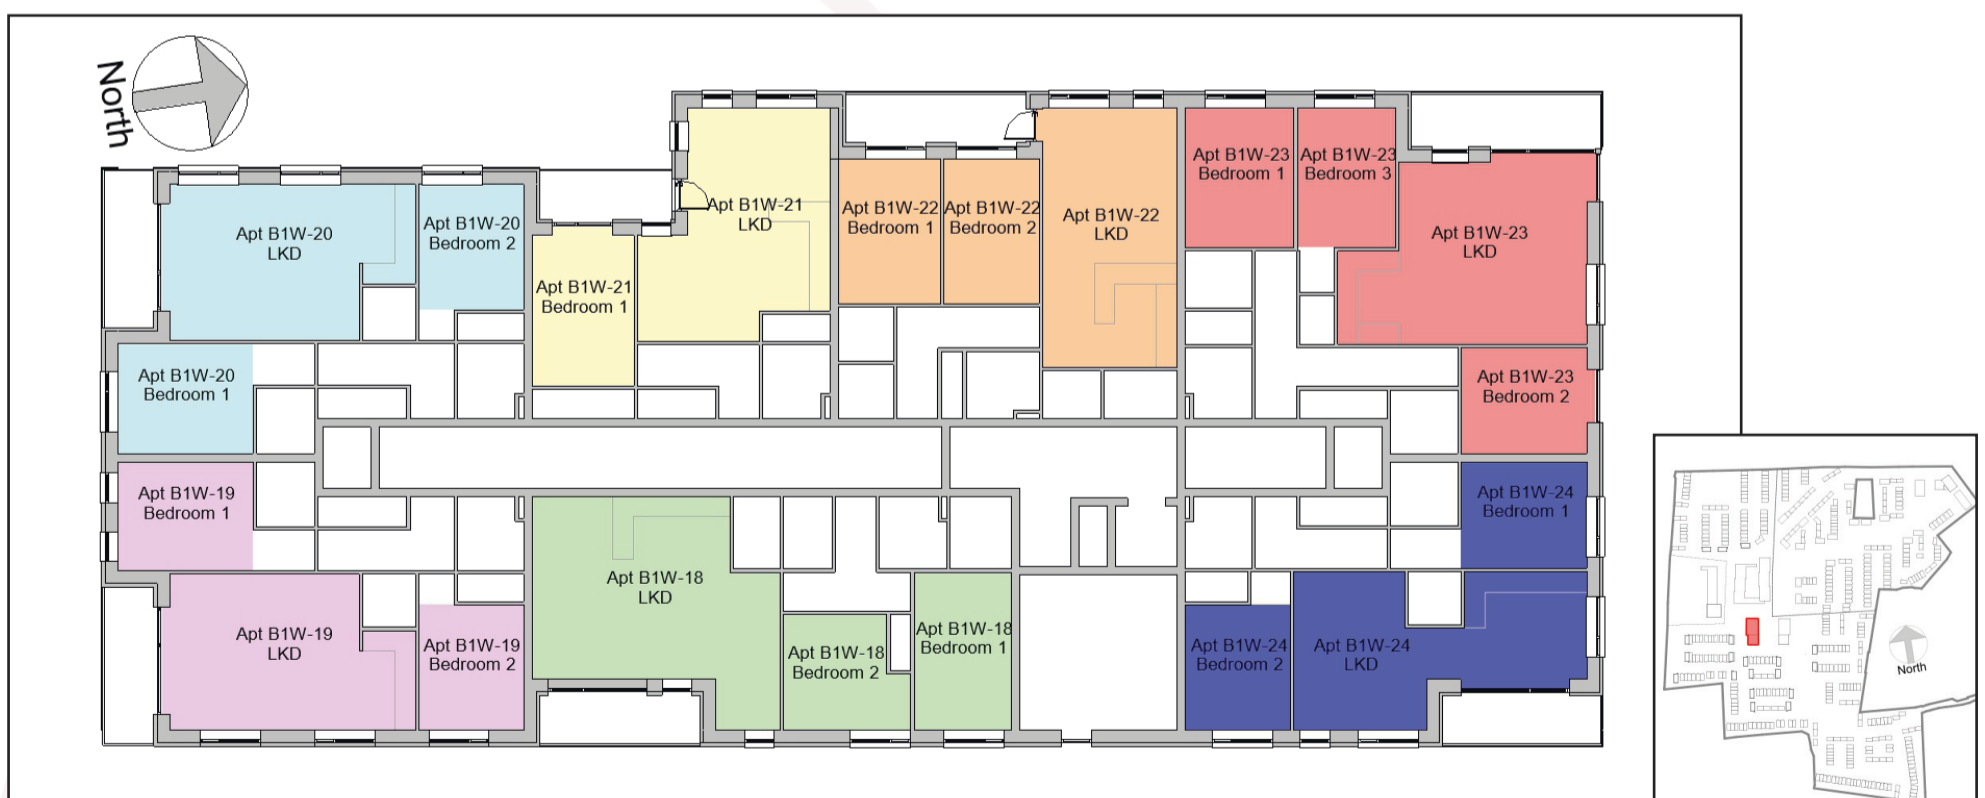 North
Apt B1W-20
LKD
Apt B1W-20
Bedroom 2
Apt B1W-21
LKD
Apt B1W-21
Bedroom 1
Apt B1W-22
Bedroom 1
Apt B1W-22
Bedroom 2
Apt B1W-22
LKD
Apt B1W-23
Bedroom 1
Apt B1W-23
Bedroom 3
Apt B1W-23
LKD
Apt B1W-20
Bedroom 1
Apt B1W-23
Bedroom 2
Apt B1W-19
Bedroom 1
Apt B1W-24
Bedroom 1
Apt B1W-19
LKD
Apt B1W-19
Bedroom 2
Apt B1W-18
LKD
Apt B1W-18
Bedroom 2
Apt B1W-18
Bedroom 1
Apt B1W-24
Bedroom 2
Apt B1W-24
LKD
North